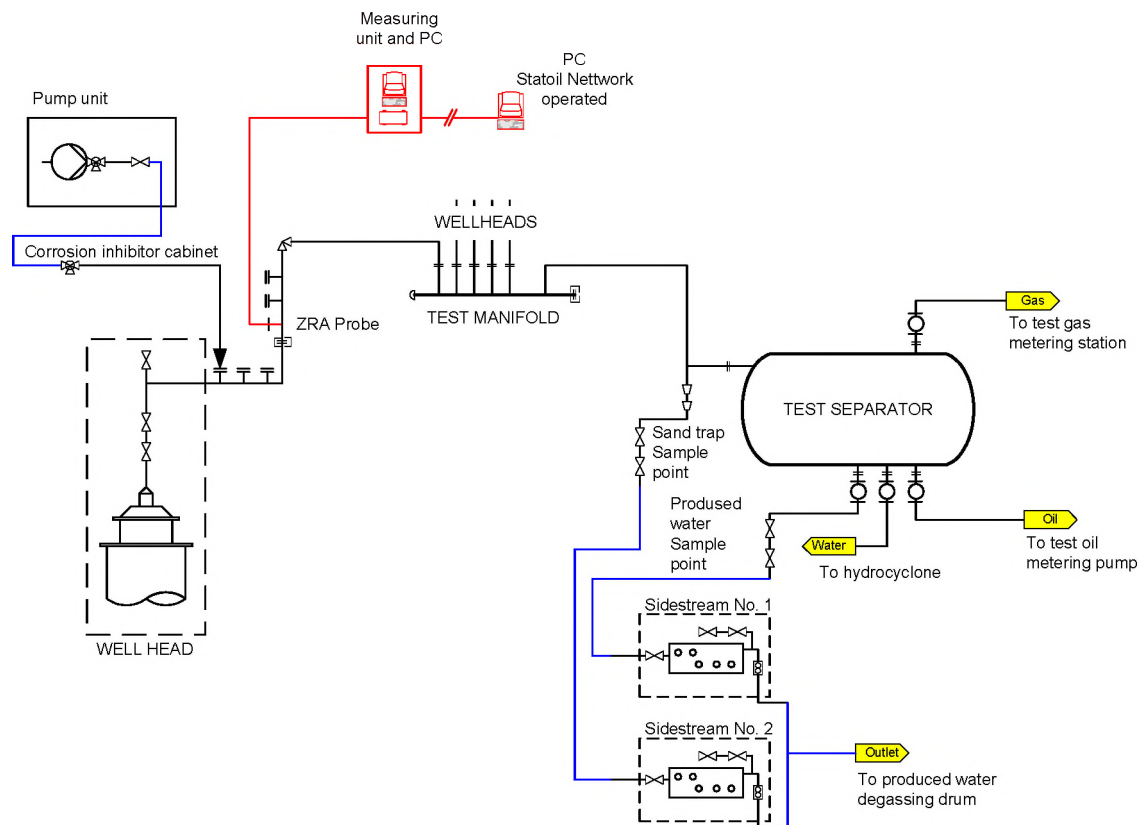 Measuring
unit and PC
PC
Statoil Nettwork
operated
Pump unit
WELLHEADS
Corrosion inhibitor cabinet
Gas
ZRA Probe
TEST MANIFOLD
To test gas
metering station
TEST SEPARATOR
Sand trap
Sample
point
Prodused
water
Sample
point
Water
Oil
To hydrocyclone
To test oil
metering pump
Sidestream No. 1
WELL HEAD
Sidestream No. 2
Outlet
To produced water
degassing drum